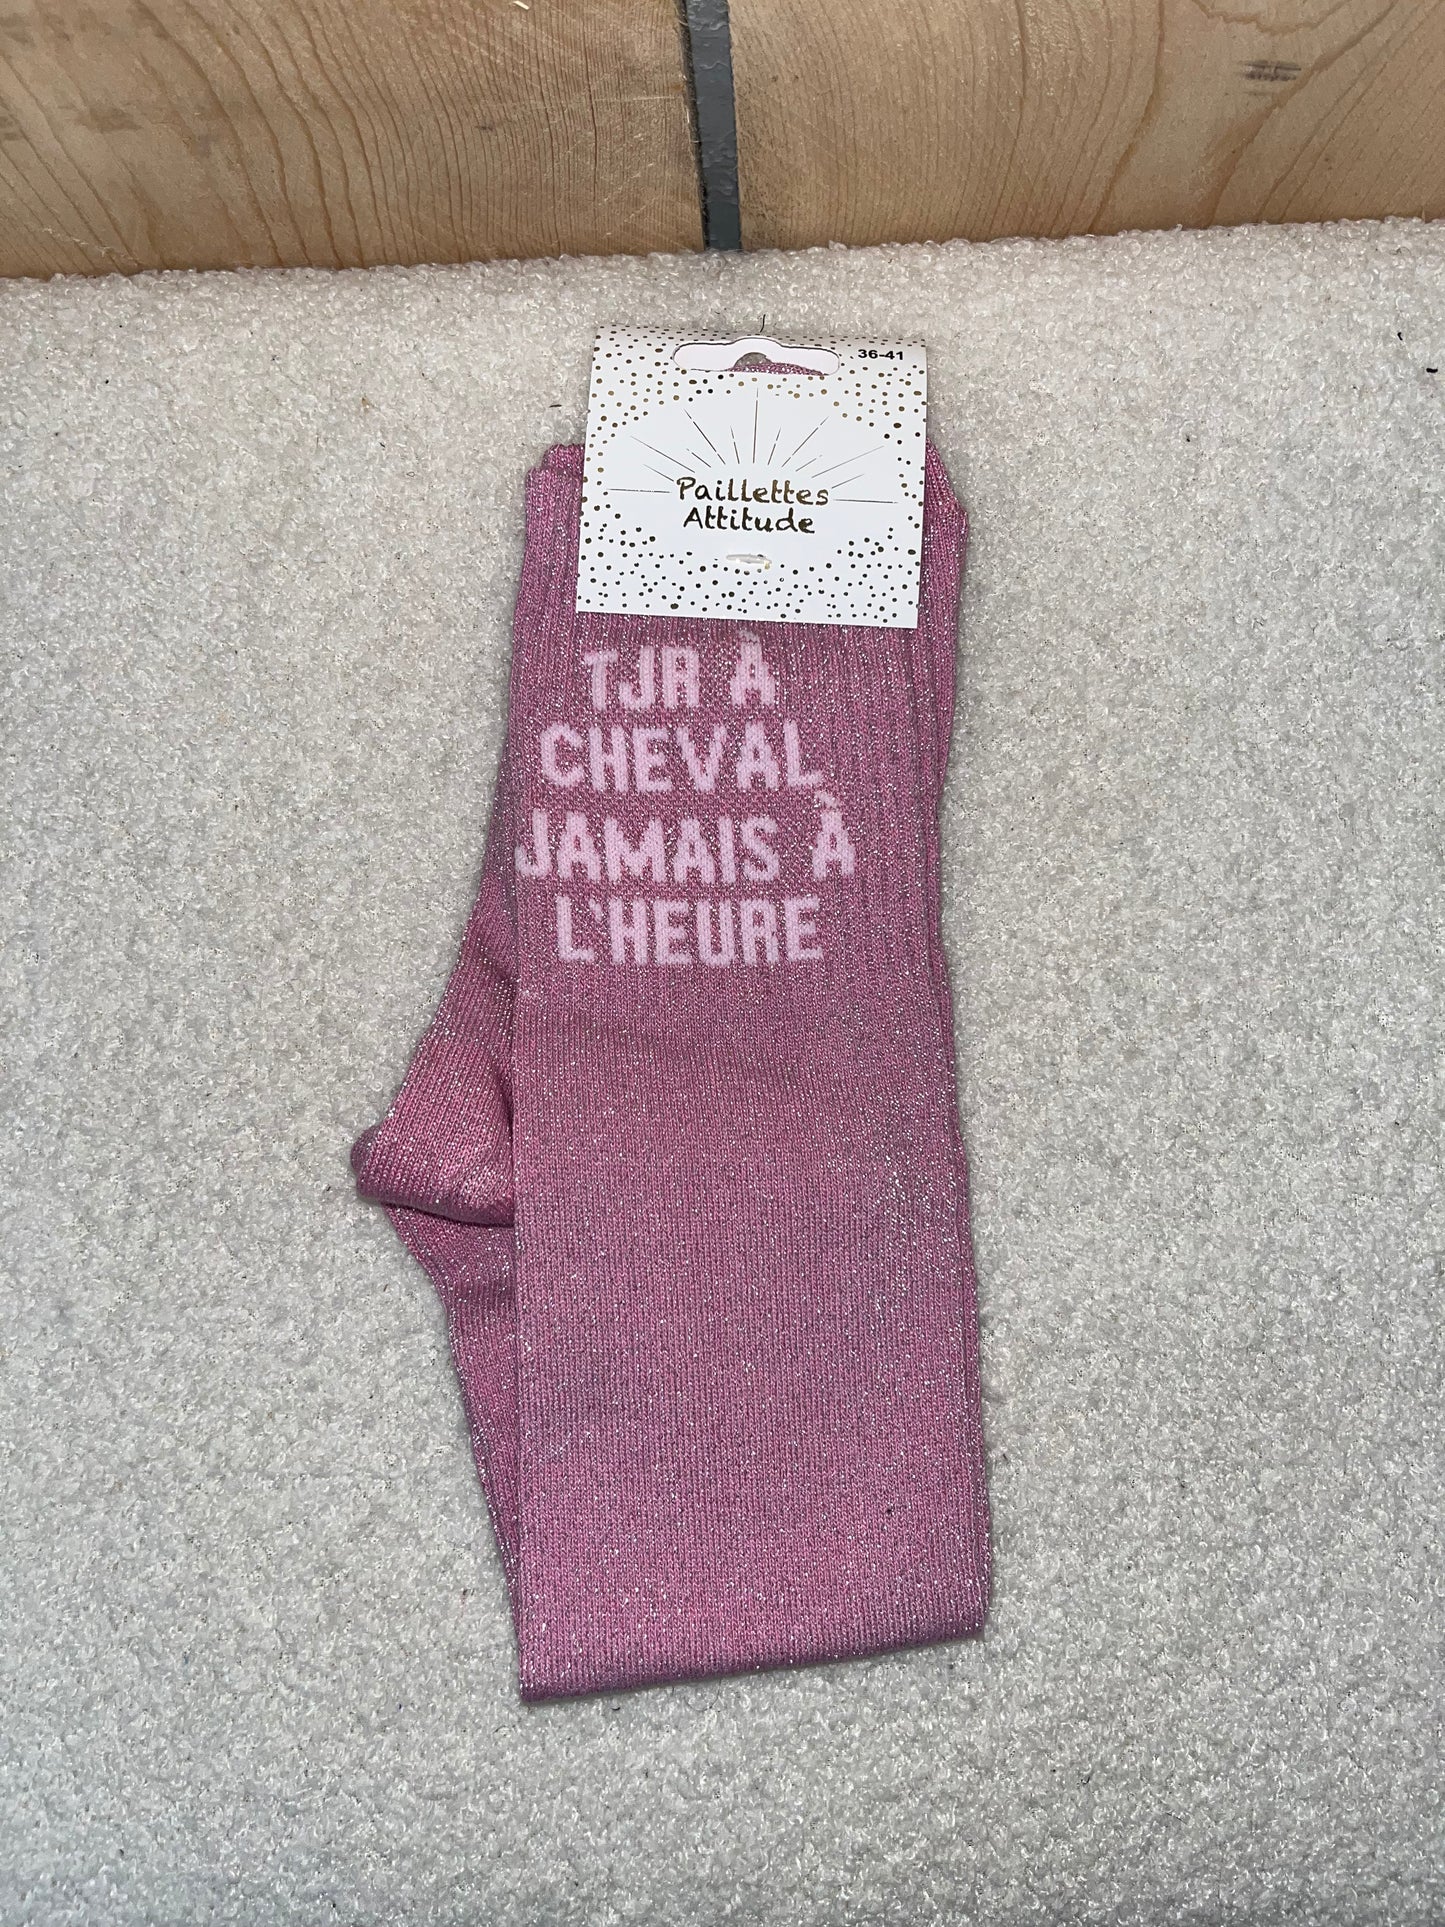 36-41
Paillettes
Attitude
TJR À
CHEVAL
JAMAIS À
L'HEURE